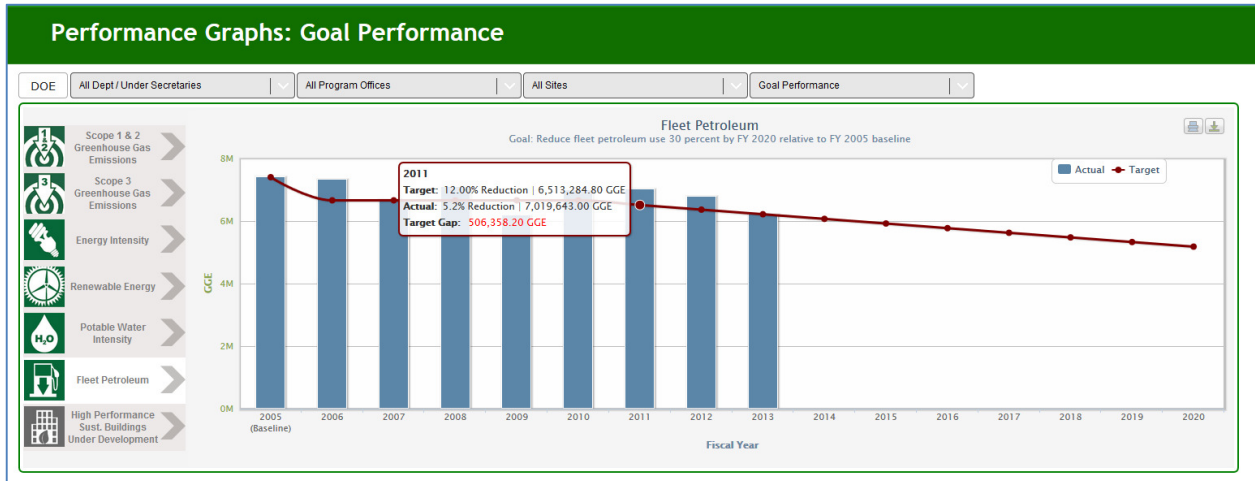 Performance Graphs: Goal Performance
DOE
All Dept / Under Secretaries
All Program Offices
All Sites
Goal Performance
1
2
Scope 1 & 2
Greenhouse Gas
Emissions
3
Scope 3
Greenhouse Gas
Emissions
Energy Intensity
Renewable Energy
H₂O
Potable Water
Intensity
Fleet Petroleum
High Performance
Sust. Buildings
Under Development
Fleet Petroleum
Goal: Reduce fleet petroleum use 30 percent by FY 2020 relative to FY 2005 baseline
Actual Target
2011
Target: 12.00% Reduction | 6,513,284.80 GGE
Actual: 5.2% Reduction | 7,019,643.00 GGE
Target Gap: 506,358.20 GGE
GGE
8M
6M
4M
2M
0M
2005 2006 2007 2008 2009 2010 2011 2012 2013 2014 2015 2016 2017 2018 2019 2020
(Baseline)
Fiscal Year